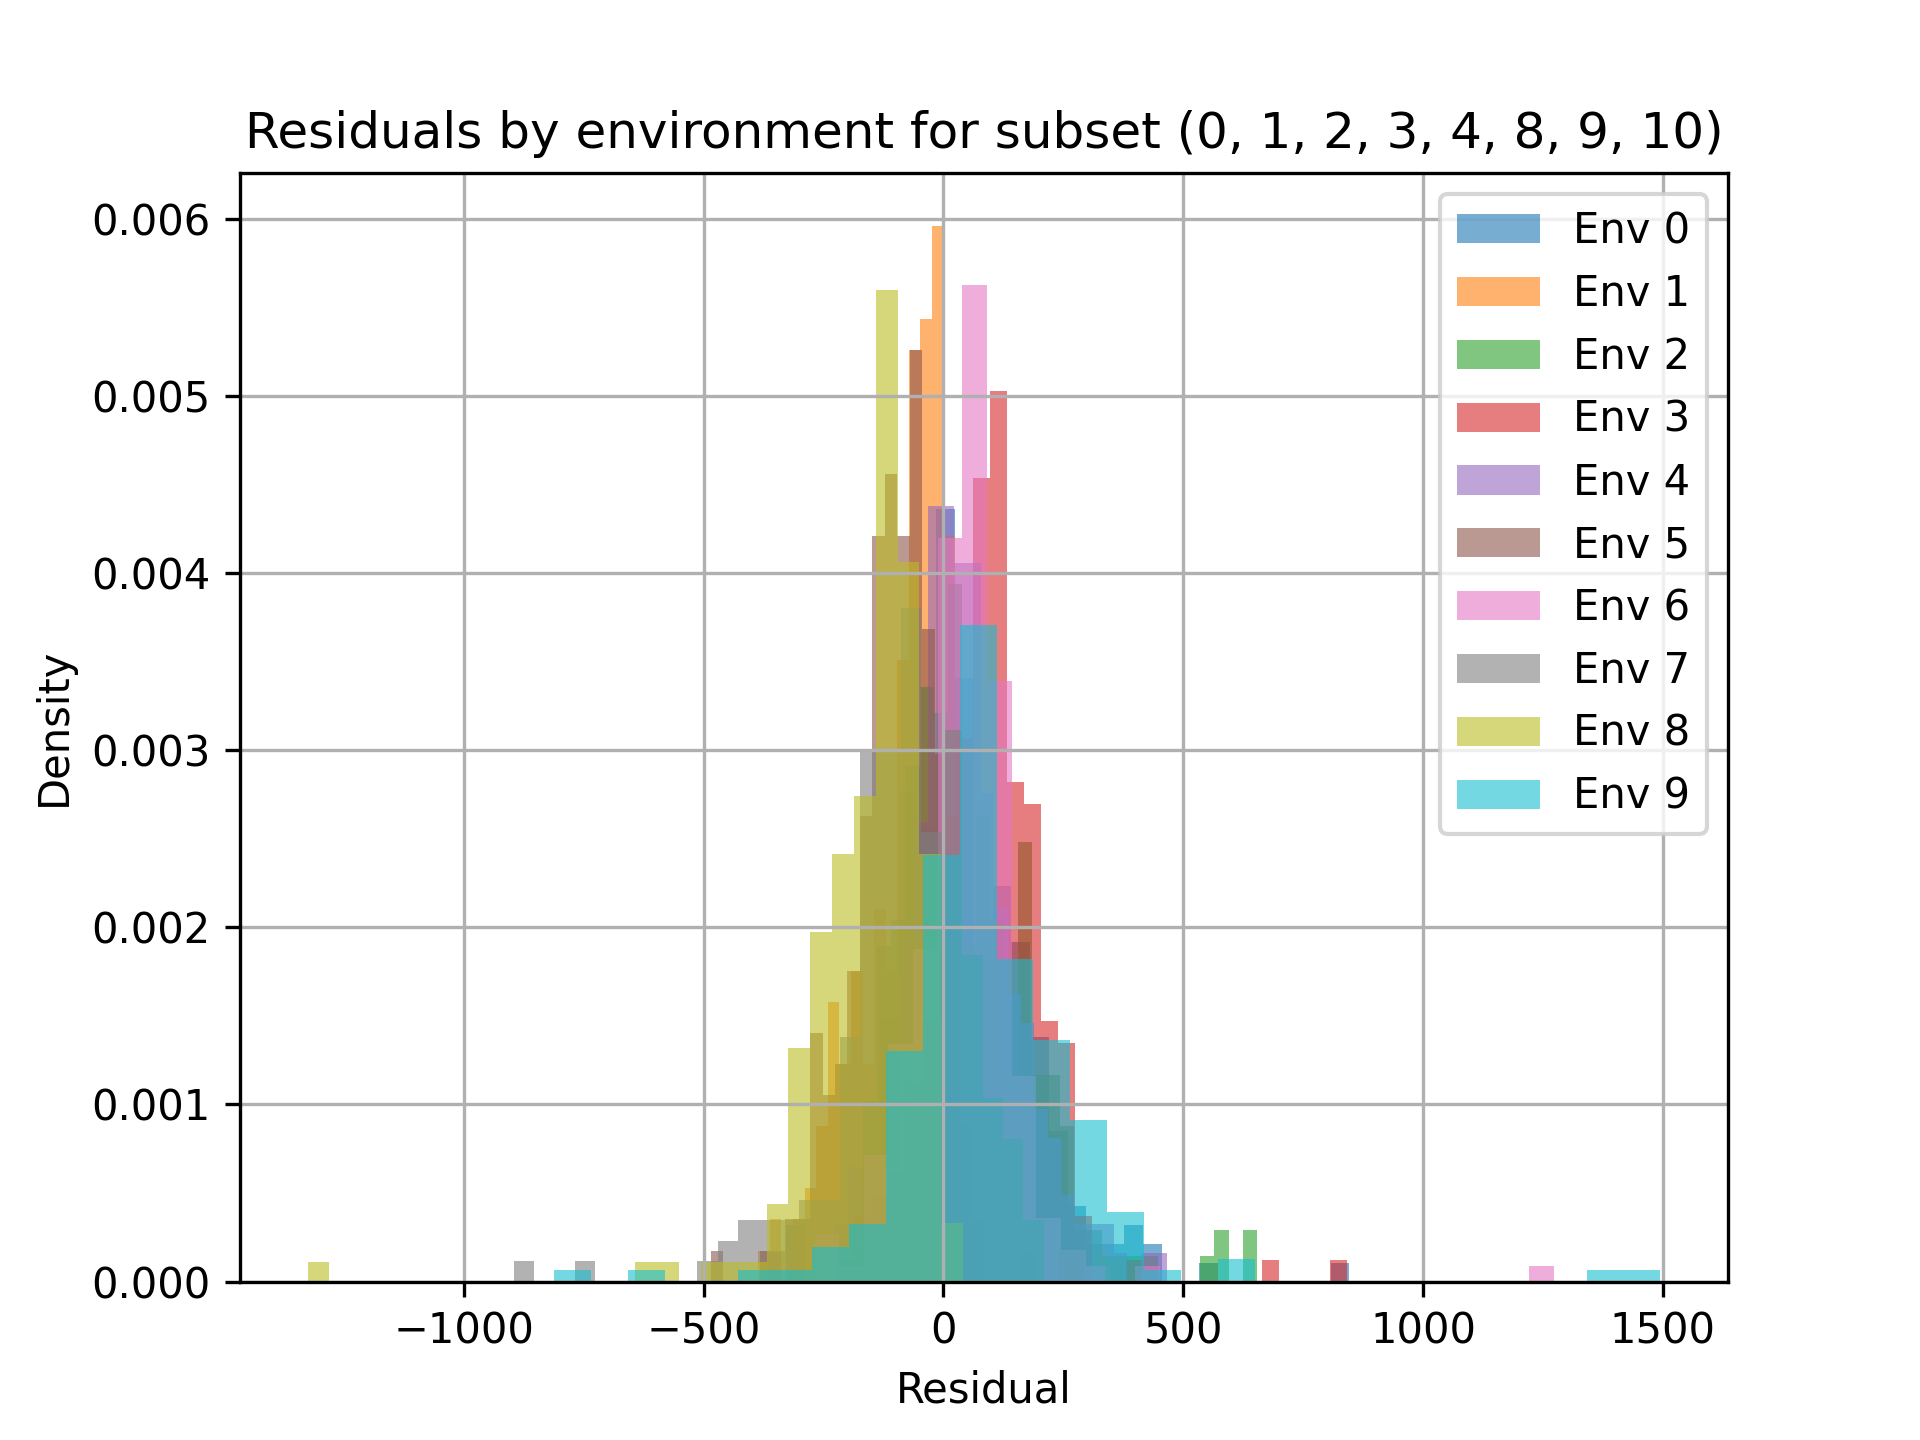 Residuals by environment for subset (0, 1, 2, 3, 4, 8, 9, 10)
0.006
0.005
0.004
0.003
0.002
0.001
0.000
Density
−1000
−500
0
500
1000
1500
Residual
Env 0
Env 1
Env 2
Env 3
Env 4
Env 5
Env 6
Env 7
Env 8
Env 9